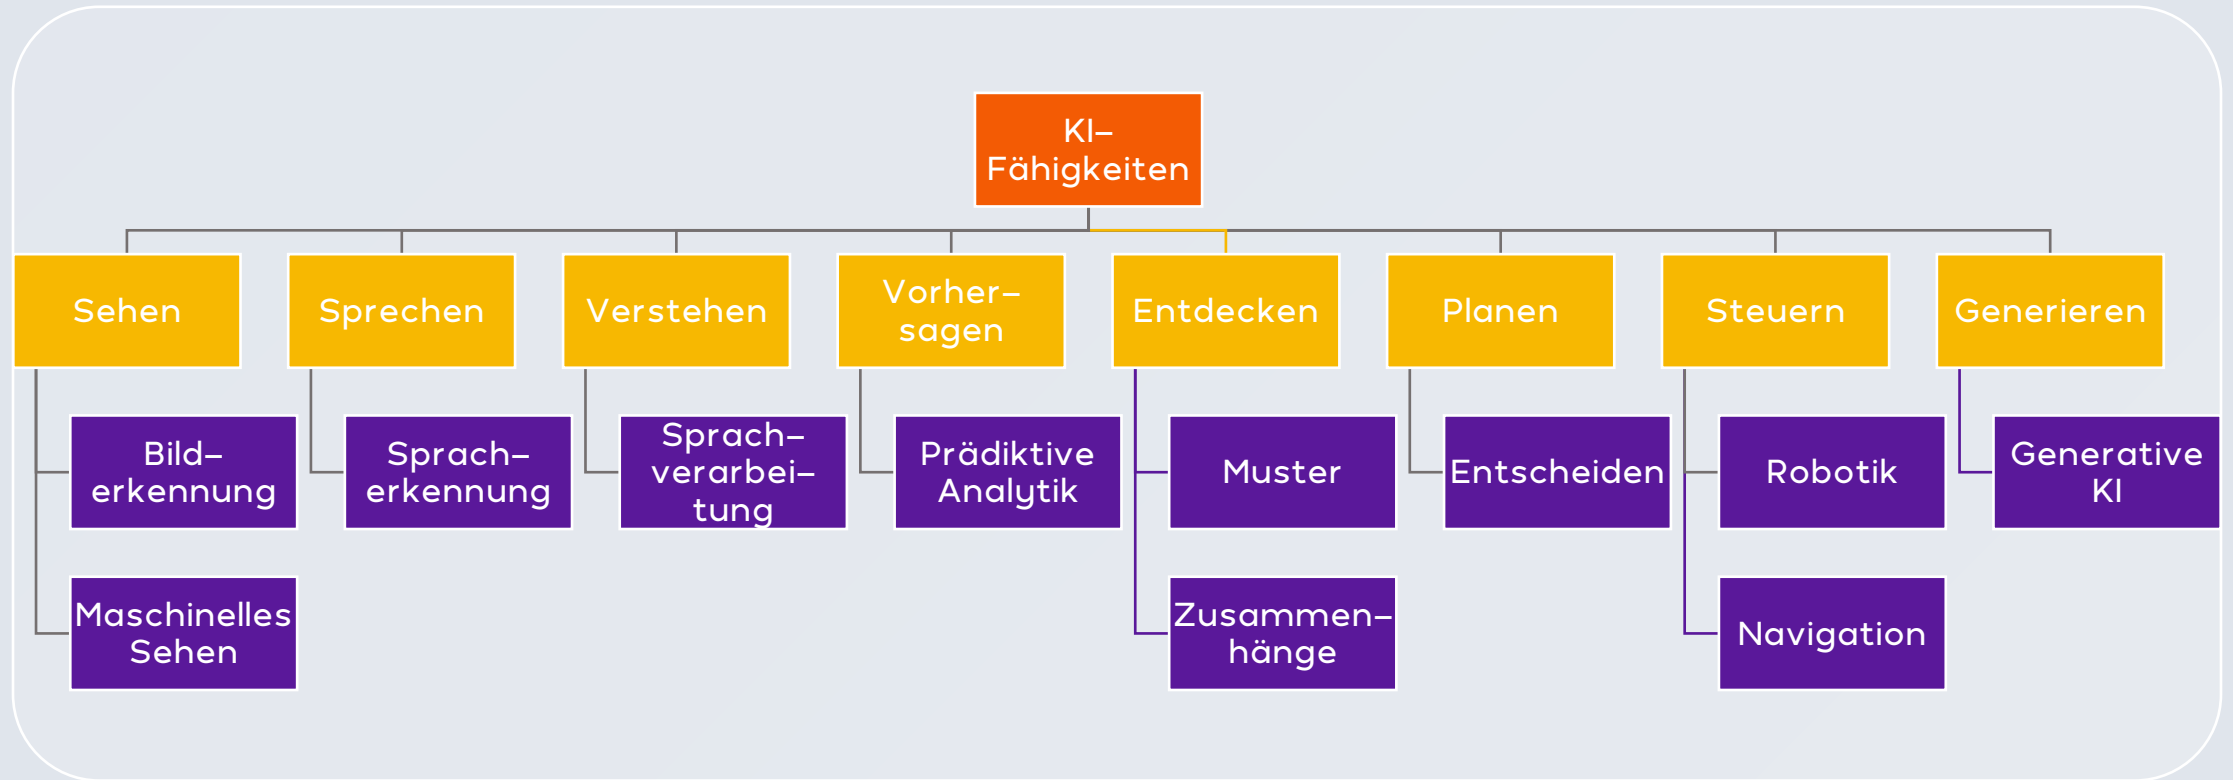 KI–
Fähigkeiten
Sehen
Sprechen
Verstehen
Vorher–
sagen
Entdecken
Planen
Steuern
Generieren
Bild–
erkennung
Sprach–
erkennung
Sprach–
verarbei–
tung
Prädiktive
Analytik
Muster
Entscheiden
Robotik
Generative
KI
Maschinelles
Sehen
Zusammen–
hänge
Navigation